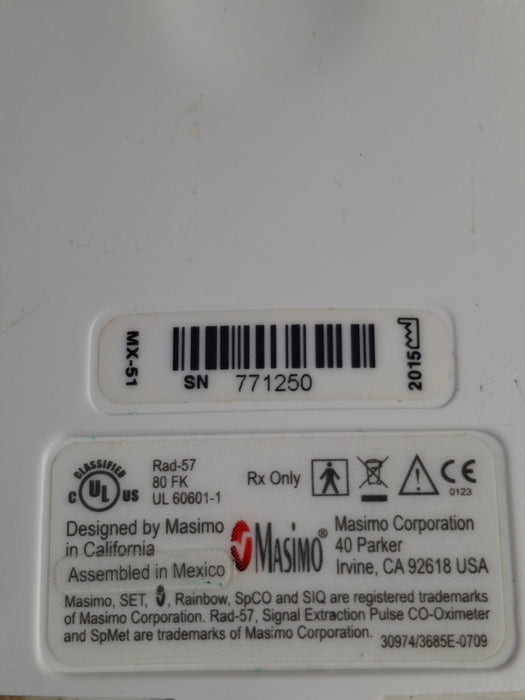 MX-51
SN 771250
2015
CLASSIFIED
C UL US
Rad-57
80 FK
UL 60601-1
Rx Only
CE
0123
Designed by Masimo
in California
Assembled in Mexico
MASIMO®
Masimo Corporation
40 Parker
Irvine, CA 92618 USA
Masimo, SET, , Rainbow, SpCO and SIQ are registered trademarks
of Masimo Corporation. Rad-57, Signal Extraction Pulse CO-Oximeter
and SpMet are trademarks of Masimo Corporation.
30974/3685E-0709